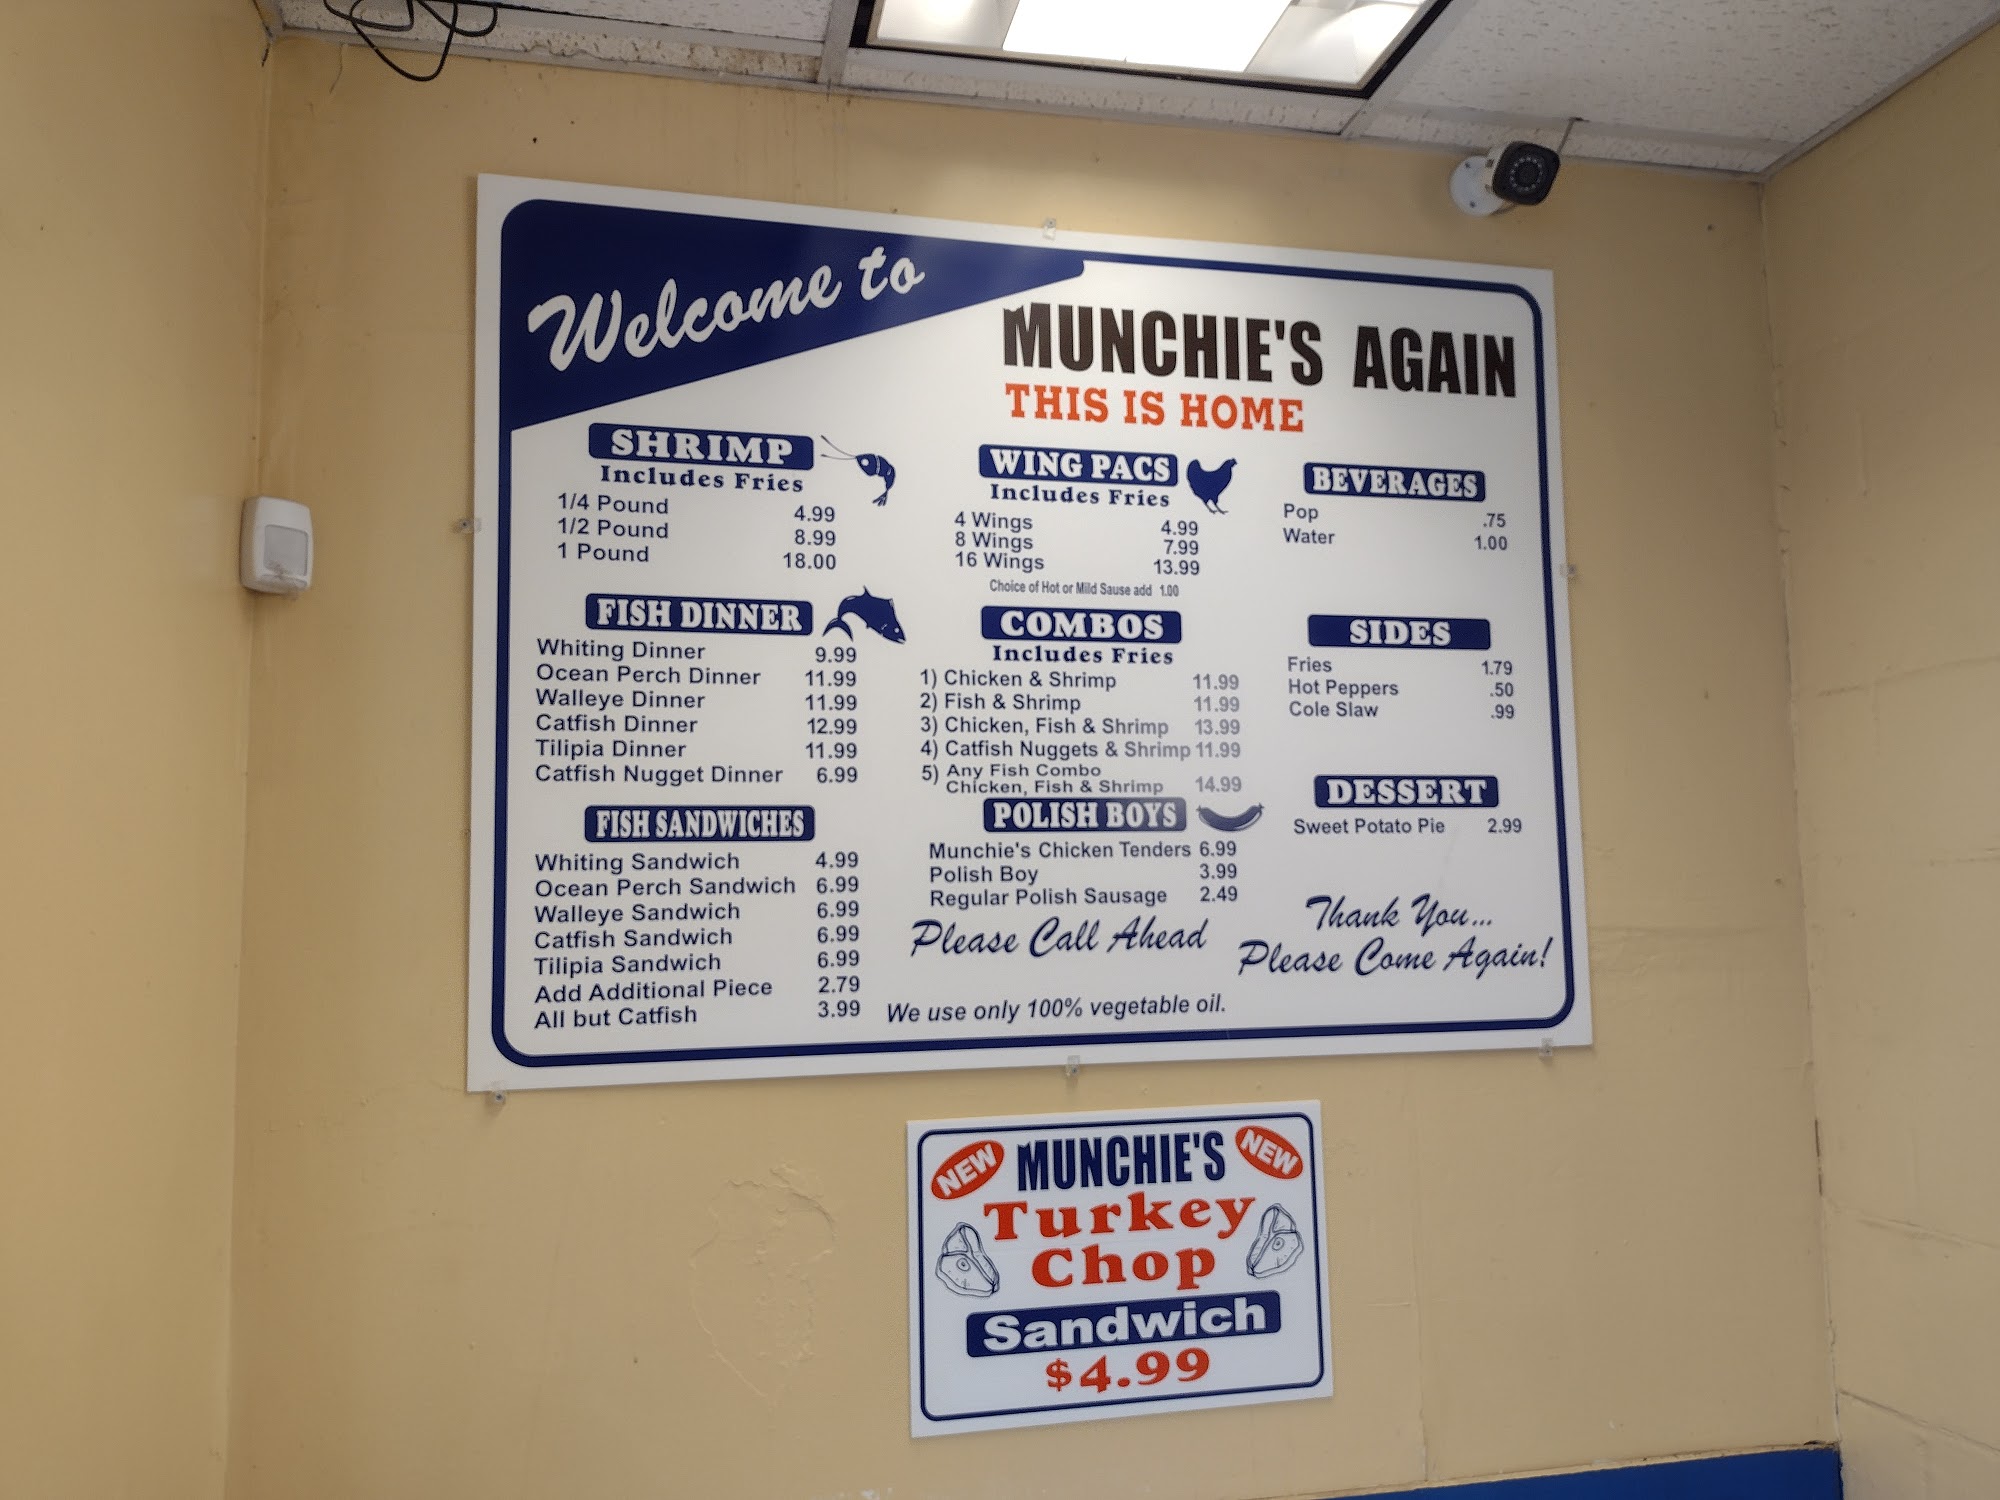 Welcome to
MUNCHIE'S AGAIN
THIS IS HOME
SHRIMP
Includes Fries
1/4 Pound 4.99
1/2 Pound 8.99
1 Pound 18.00
FISH DINNER
Whiting Dinner 9.99
Ocean Perch Dinner 11.99
Walleye Dinner 11.99
Catfish Dinner 12.99
Tilipia Dinner 11.99
Catfish Nugget Dinner 6.99
FISH SANDWICHES
Whiting Sandwich 4.99
Ocean Perch Sandwich 6.99
Walleye Sandwich 6.99
Catfish Sandwich 6.99
Tilipia Sandwich 6.99
Add Additional Piece 2.79
All but Catfish 3.99
WING PACS
Includes Fries
4 Wings 4.99
8 Wings 7.99
16 Wings 13.99
Choice of Hot or Mild Sause add 1.00
COMBOS
Includes Fries
1) Chicken & Shrimp 11.99
2) Fish & Shrimp 11.99
3) Chicken, Fish & Shrimp 13.99
4) Catfish Nuggets & Shrimp 11.99
5) Any Fish Combo
Chicken, Fish & Shrimp 14.99
POLISH BOYS
Munchie's Chicken Tenders 6.99
Polish Boy 3.99
Regular Polish Sausage 2.49
Please Call Ahead
We use only 100% vegetable oil.
BEVERAGES
Pop .75
Water 1.00
SIDES
Fries 1.79
Hot Peppers .50
Cole Slaw .99
DESSERT
Sweet Potato Pie 2.99
Thank You...
Please Come Again!
NEW MUNCHIE'S NEW
Turkey
Chop
Sandwich
$4.99